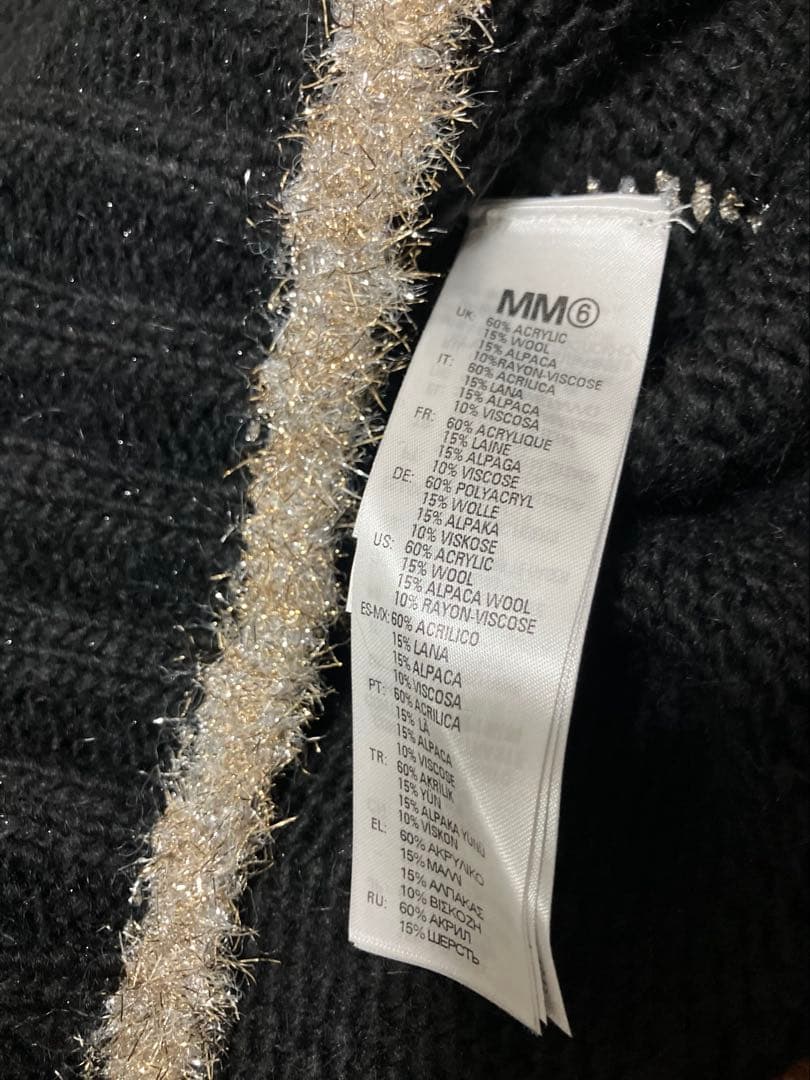 MM⑥
UK: 60% ACRYLIC
15% WOOL
15% ALPACA
10%RAYON-VISCOSE
IT: 60% ACRILICA
15% LANA
15% ALPACA
10% VISCOSA
FR: 60% ACRYLIQUE
15% LAINE
15% ALPAGA
10% VISCOSE
DE: 60% POLYACRYL
15% WOLLE
15% ALPAKA
10% VISKOSE
US: 60% ACRYLIC
15% WOOL
15% ALPACA WOOL
10% RAYON-VISCOSE
ES-MX: 60% ACRILICO
15% LANA
15% ALPACA
10% VISCOSA
PT: 60% ACRILICA
15% LÃ
15% ALPACA
10% VISCOSE
TR: 60% AKRİLİK
15% YÜN
15% ALPAKA YÜNÜ
10% VİSKON
EL: 60% ΑΚΡΥΛΙΚΟ
15% ΜΑΛΛΙ
15% ΑΛΠΑΚΑΣ
10% ΒΙΣΚΟΖΗ
RU: 60% АКРИЛ
15% ШЕРСТЬ